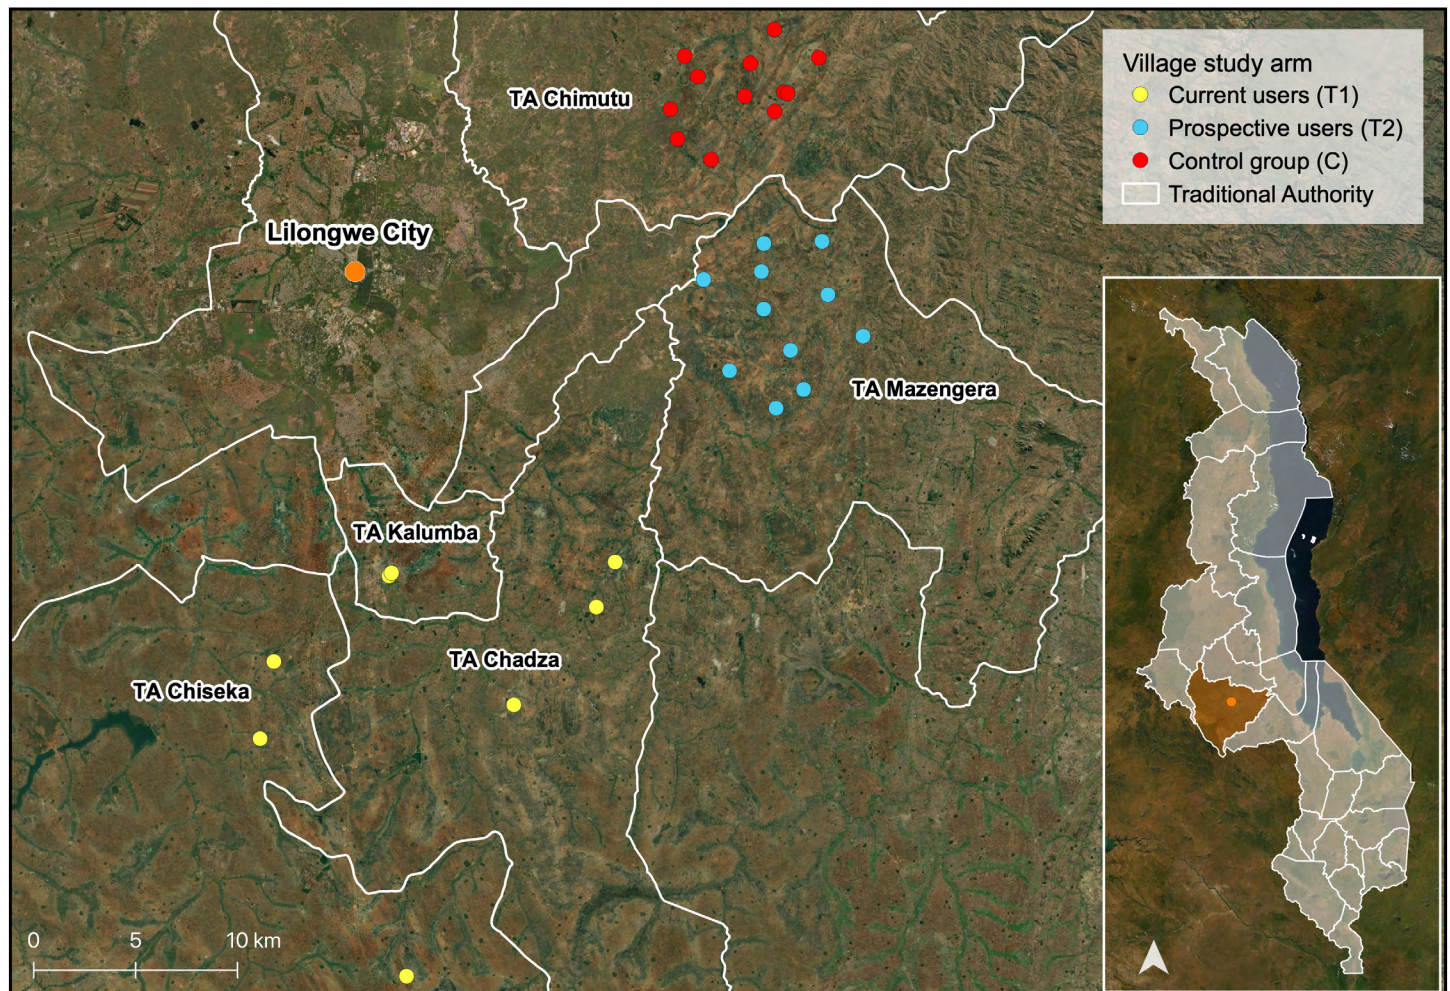 Village study arm
Current users (T1)
Prospective users (T2)
Control group (C)
Traditional Authority
TA Chimutu
Lilongwe City
TA Mazengera
TA Kalumba
TA Chadza
TA Chiseka
0 5 10 km